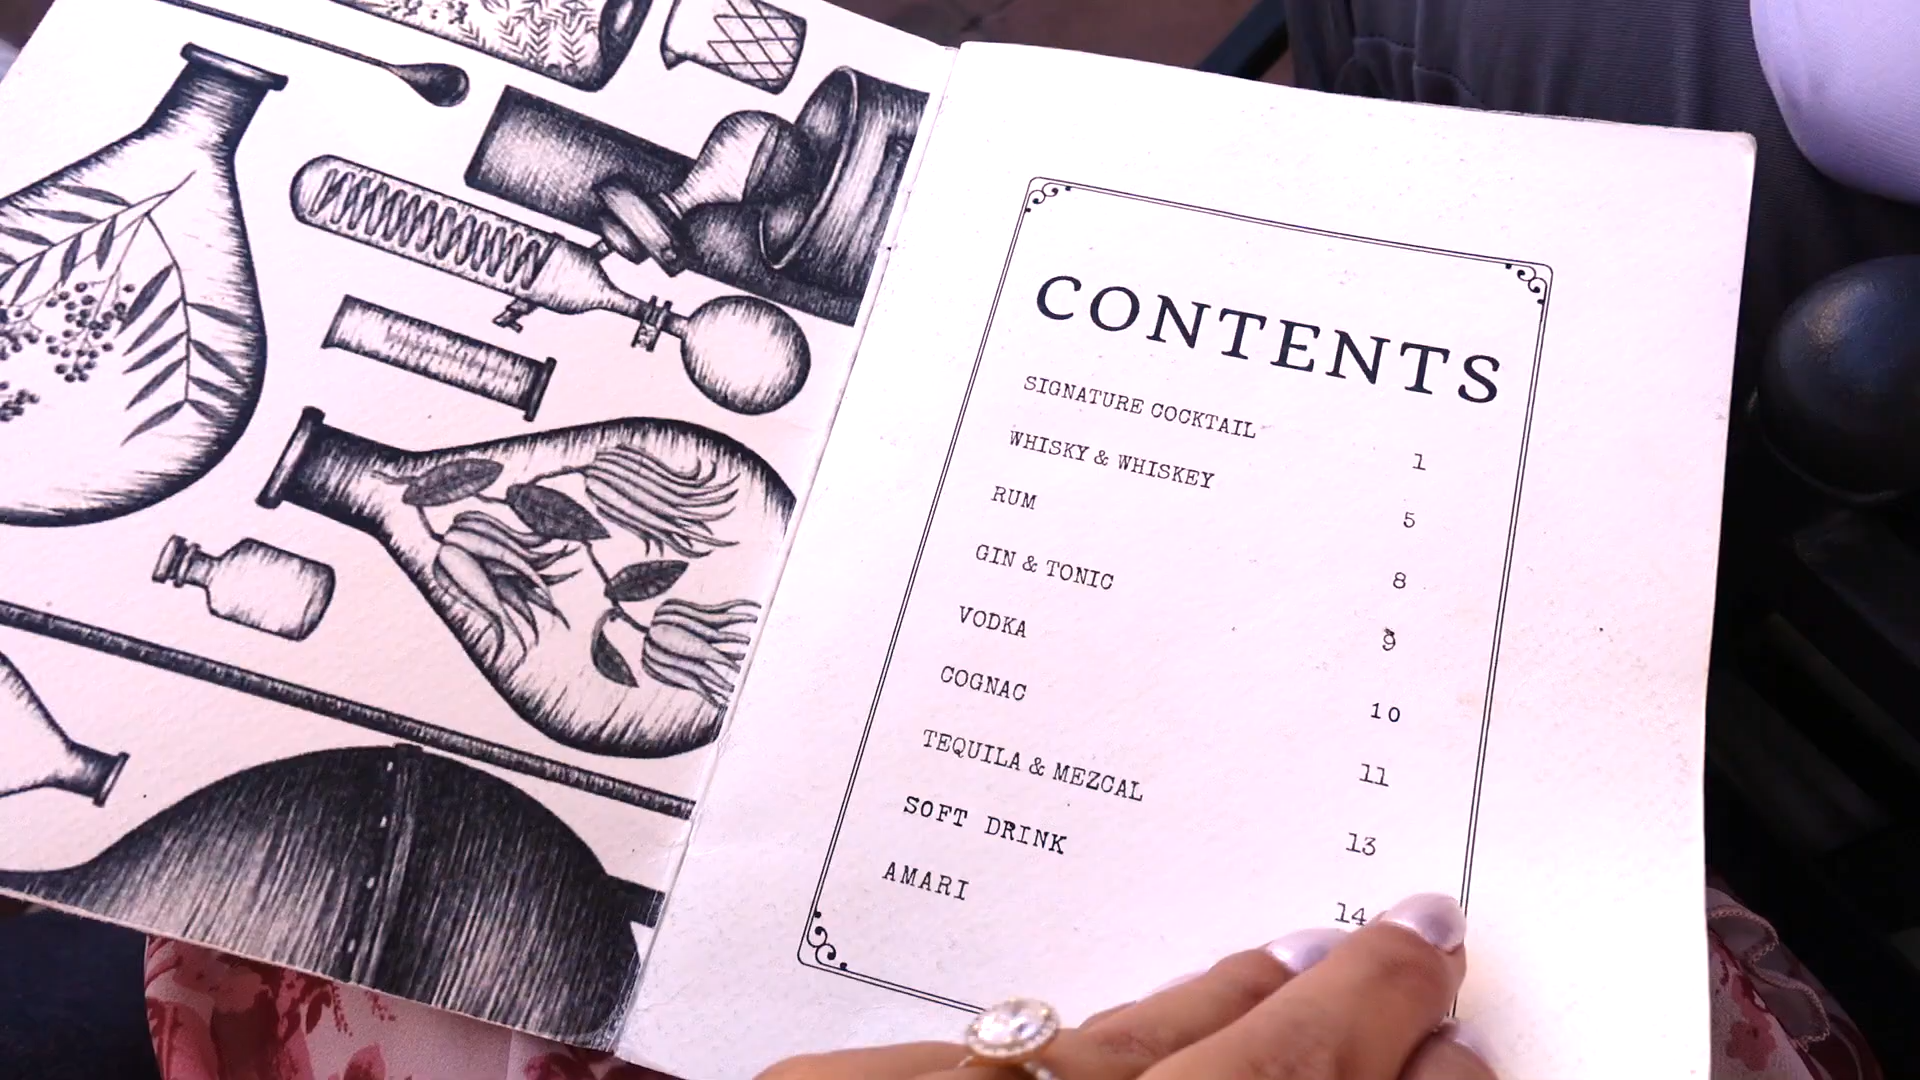 CONTENTS
SIGNATURE COCKTAIL 1
WHISKY & WHISKEY 5
RUM 8
GIN & TONIC 9
VODKA 10
COGNAC 11
TEQUILA & MEZCAL 13
SOFT DRINK 14
AMARI